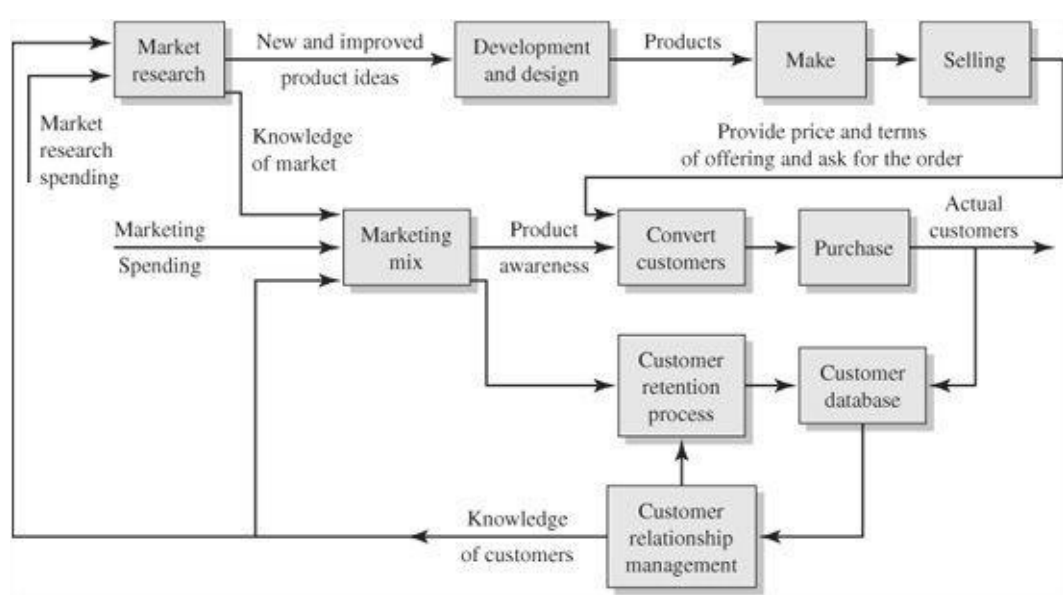 Market
research
New and improved
product ideas
Development
and design
Products
Make
Selling
Market
research
spending
Knowledge
of market
Provide price and terms
of offering and ask for the order
Marketing
Spending
Marketing
mix
Product
awareness
Convert
customers
Purchase
Actual
customers
Customer
retention
process
Customer
database
Knowledge
of customers
Customer
relationship
management